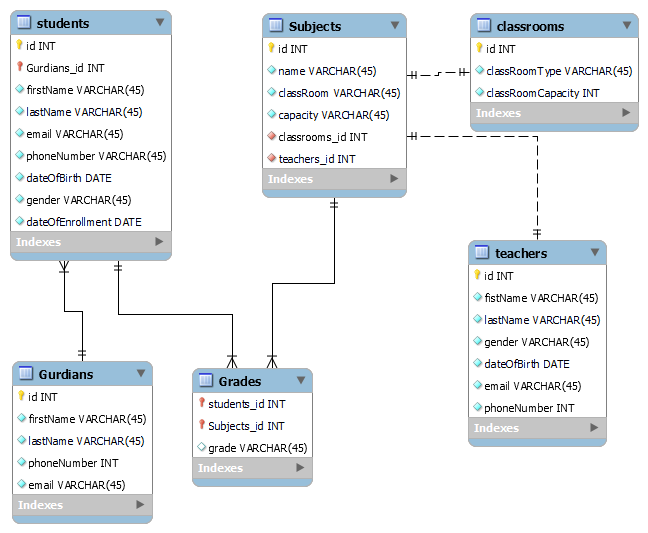 students
id INT
Gurdians_id INT
firstName VARCHAR(45)
lastName VARCHAR(45)
email VARCHAR(45)
phoneNumber VARCHAR(45)
dateOfBirth DATE
gender VARCHAR(45)
dateOfEnrollment DATE
Indexes
Subjects
id INT
name VARCHAR(45)
classRoom VARCHAR(45)
capacity VARCHAR(45)
classrooms_id INT
teachers_id INT
Indexes
classrooms
id INT
classRoomType VARCHAR(45)
classRoomCapacity INT
Indexes
teachers
id INT
fistName VARCHAR(45)
lastName VARCHAR(45)
gender VARCHAR(45)
dateOfBirth DATE
email VARCHAR(45)
phoneNumber INT
Indexes
Gurdians
id INT
firstName VARCHAR(45)
lastName VARCHAR(45)
phoneNumber INT
email VARCHAR(45)
Indexes
Grades
students_id INT
Subjects_id INT
grade VARCHAR(45)
Indexes